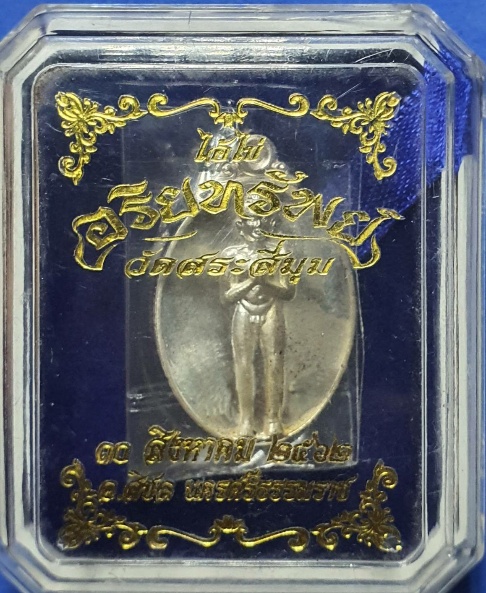 ไอ้ไข่
อริยทรัพย์
วัดสระสี่มุม
๓๐ สิงหาคม ๒๕๖๒
อ.สิชล นครศรีธรรมราช